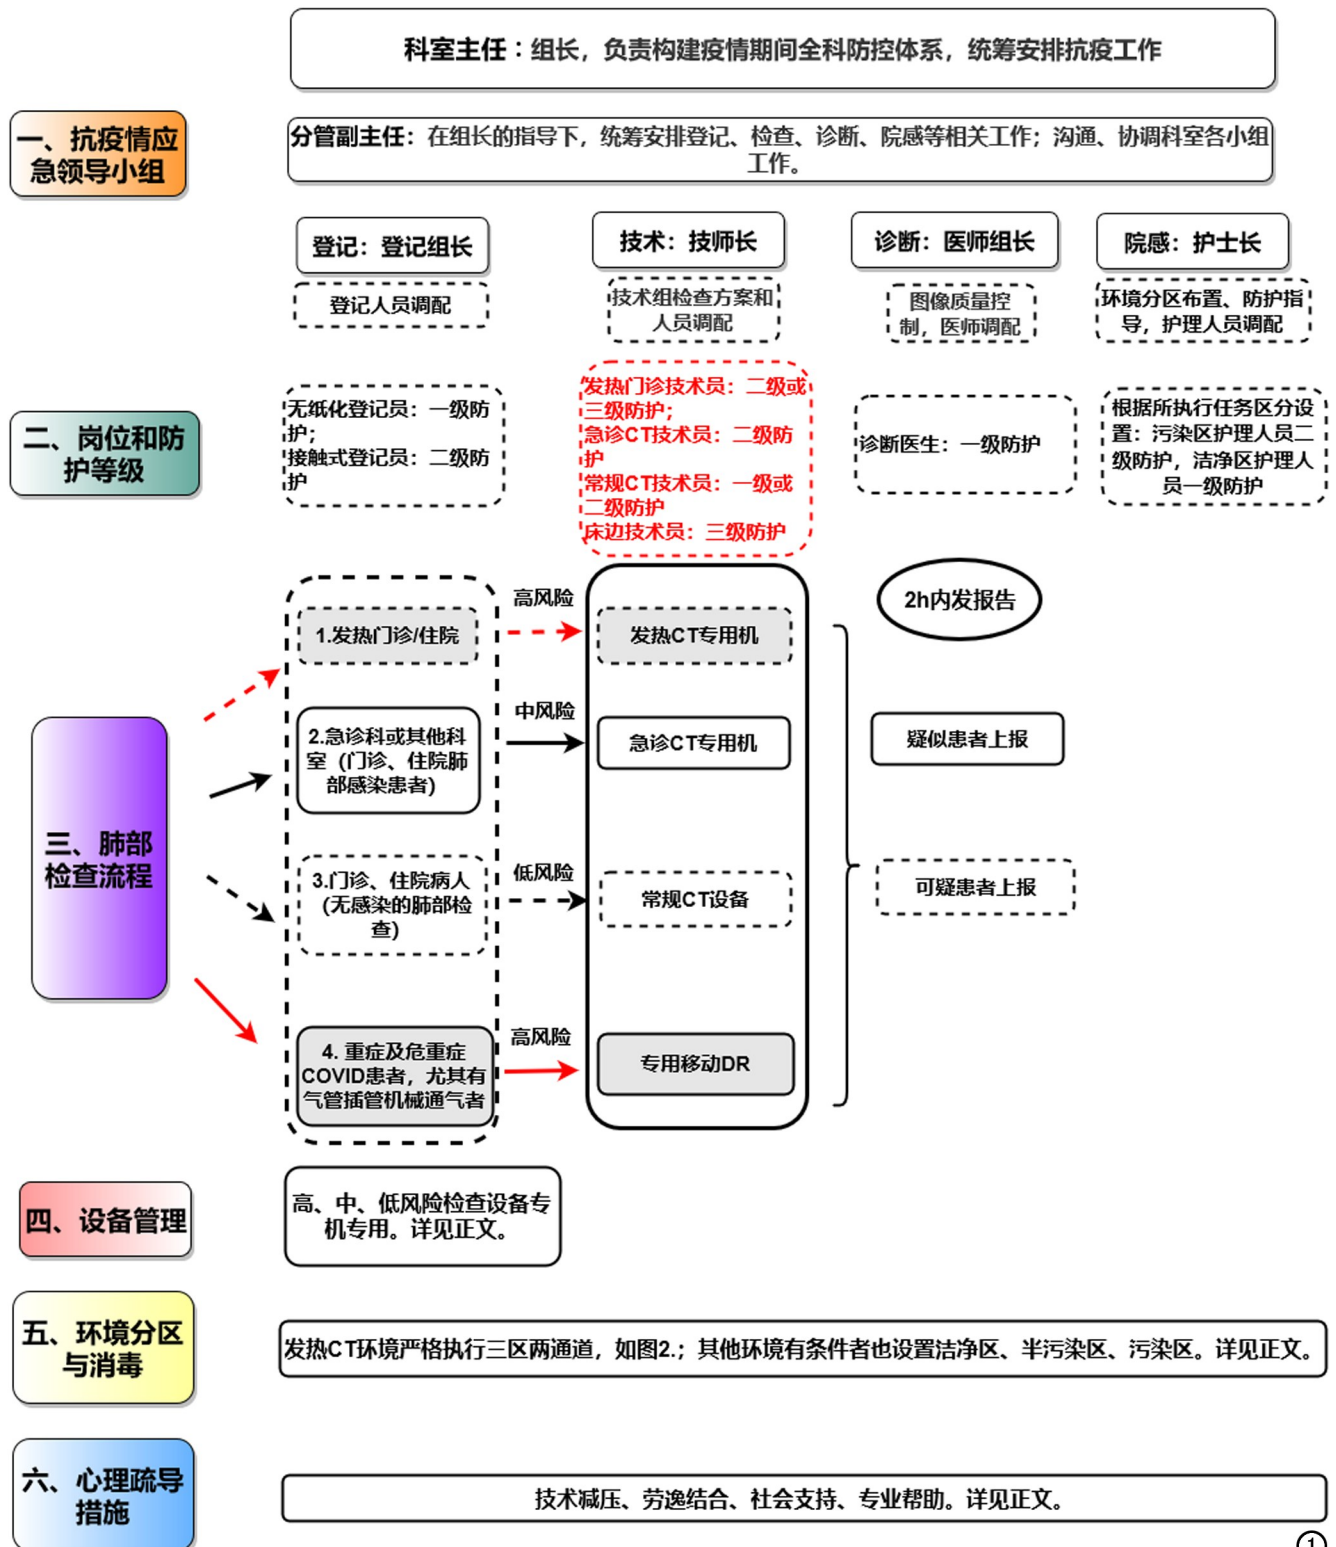 科室主任：组长，负责构建疫情期间全科防控体系，统筹安排抗疫工作
一、抗疫情应
急领导小组
分管副主任：在组长的指导下，统筹安排登记、检查、诊断、院感等相关工作；沟通、协调科室各小组
工作。
登记：登记组长
技术：技师长
诊断：医师组长
院感：护士长
登记人员调配
技术组检查方案和
人员调配
图像质量控
制，医师调配
环境分区布置、防护指
导，护理人员调配
二、岗位和防
护等级
无纸化登记员：一级防
护；
接触式登记员：二级防
护
发热门诊技术员：二级或
三级防护；
急诊CT技术员：二级防
护
常规CT技术员：一级或
二级防护
床边技术员：三级防护
诊断医生：一级防护
根据所执行任务区分设
置：污染区护理人员二
级防护，洁净区护理人
员一级防护
三、肺部
检查流程
1.发热门诊/住院
高风险
发热CT专用机
2h内发报告
2.急诊科或其他科
室（门诊、住院肺
部感染患者）
中风险
急诊CT专用机
疑似患者上报
3.门诊、住院病人
（无感染的肺部检
查）
低风险
常规CT设备
可疑患者上报
4. 重症及危重症
COVID患者，尤其有
气管插管机械通气者
高风险
专用移动DR
四、设备管理
高、中、低风险检查设备专
机专用。详见正文。
五、环境分区
与消毒
发热CT环境严格执行三区两通道，如图2.；其他环境有条件者也设置洁净区、半污染区、污染区。详见正文。
六、心理疏导
措施
技术减压、劳逸结合、社会支持、专业帮助。详见正文。
①